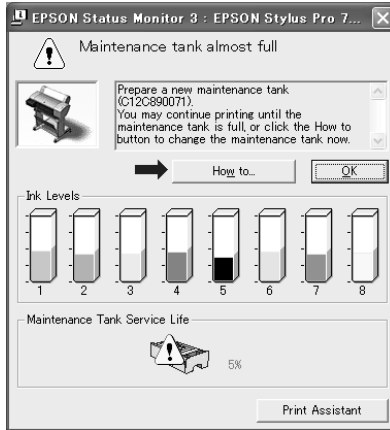 EPSON Status Monitor 3 : EPSON Stylus Pro 7...
Maintenance tank almost full
Prepare a new maintenance tank
(C12C890071).
You may continue printing until the
maintenance tank is full, or click the How to
button to change the maintenance tank now.
How to...
OK
Ink Levels
1 2 3 4 5 6 7 8
Maintenance Tank Service Life
5%
Print Assistant